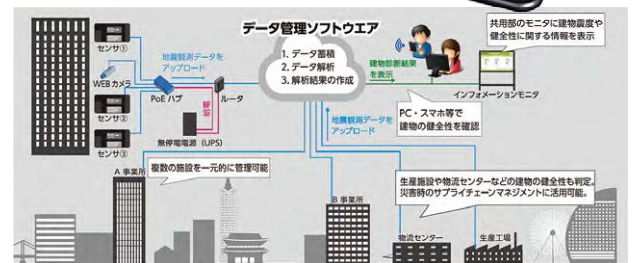 データ管理ソフトウエア
1. データ蓄積
2. データ解析
3. 解析結果の作成
センサ①
WEBカメラ
センサ②
センサ③
PoE ハブ
ルータ
無停電電源（UPS）
地震観測データを
アップロード
建物診断結果
を表示
共用部のモニタに建物震度や
健全性に関する情報を表示
インフォメーションモニタ
PC・スマホ等で
建物の健全性を確認
地震観測データを
アップロード
複数の施設を一元的に管理可能
生産施設や物流センターなどの建物の健全性も判定。
災害時のサプライチェーンマネジメントに活用可能。
A 事業所
B 事業所
物流センター
生産工場